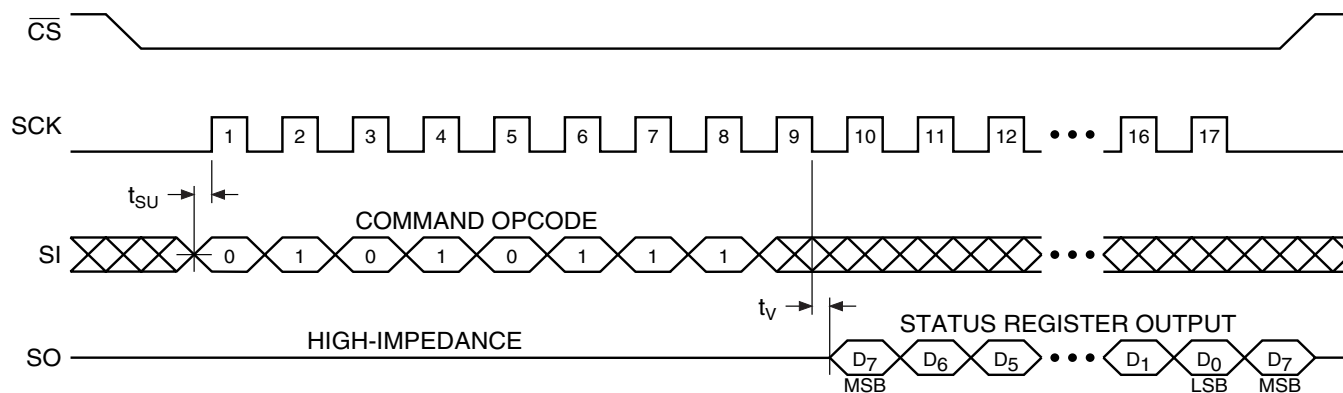 CS
SCK
1 2 3 4 5 6 7 8 9 10 11 12 ••• 16 17
tSU
COMMAND OPCODE
SI
0 1 0 1 0 1 1 1 •••
tV
STATUS REGISTER OUTPUT
HIGH-IMPEDANCE
SO
D7 D6 D5 ••• D1 D0 D7
MSB LSB MSB